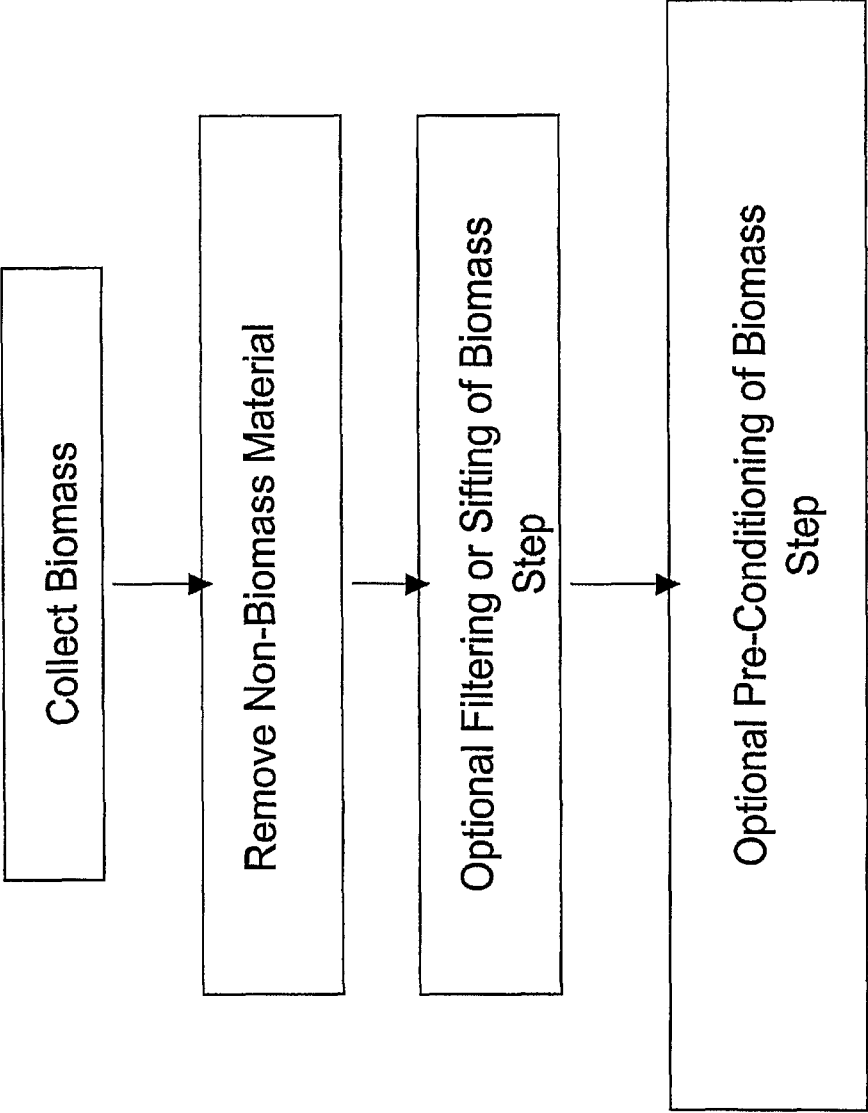 Collect Biomass
Remove Non-Biomass Material
Optional Filtering or Sifting of Biomass
Step
Optional Pre-Conditioning of Biomass
Step